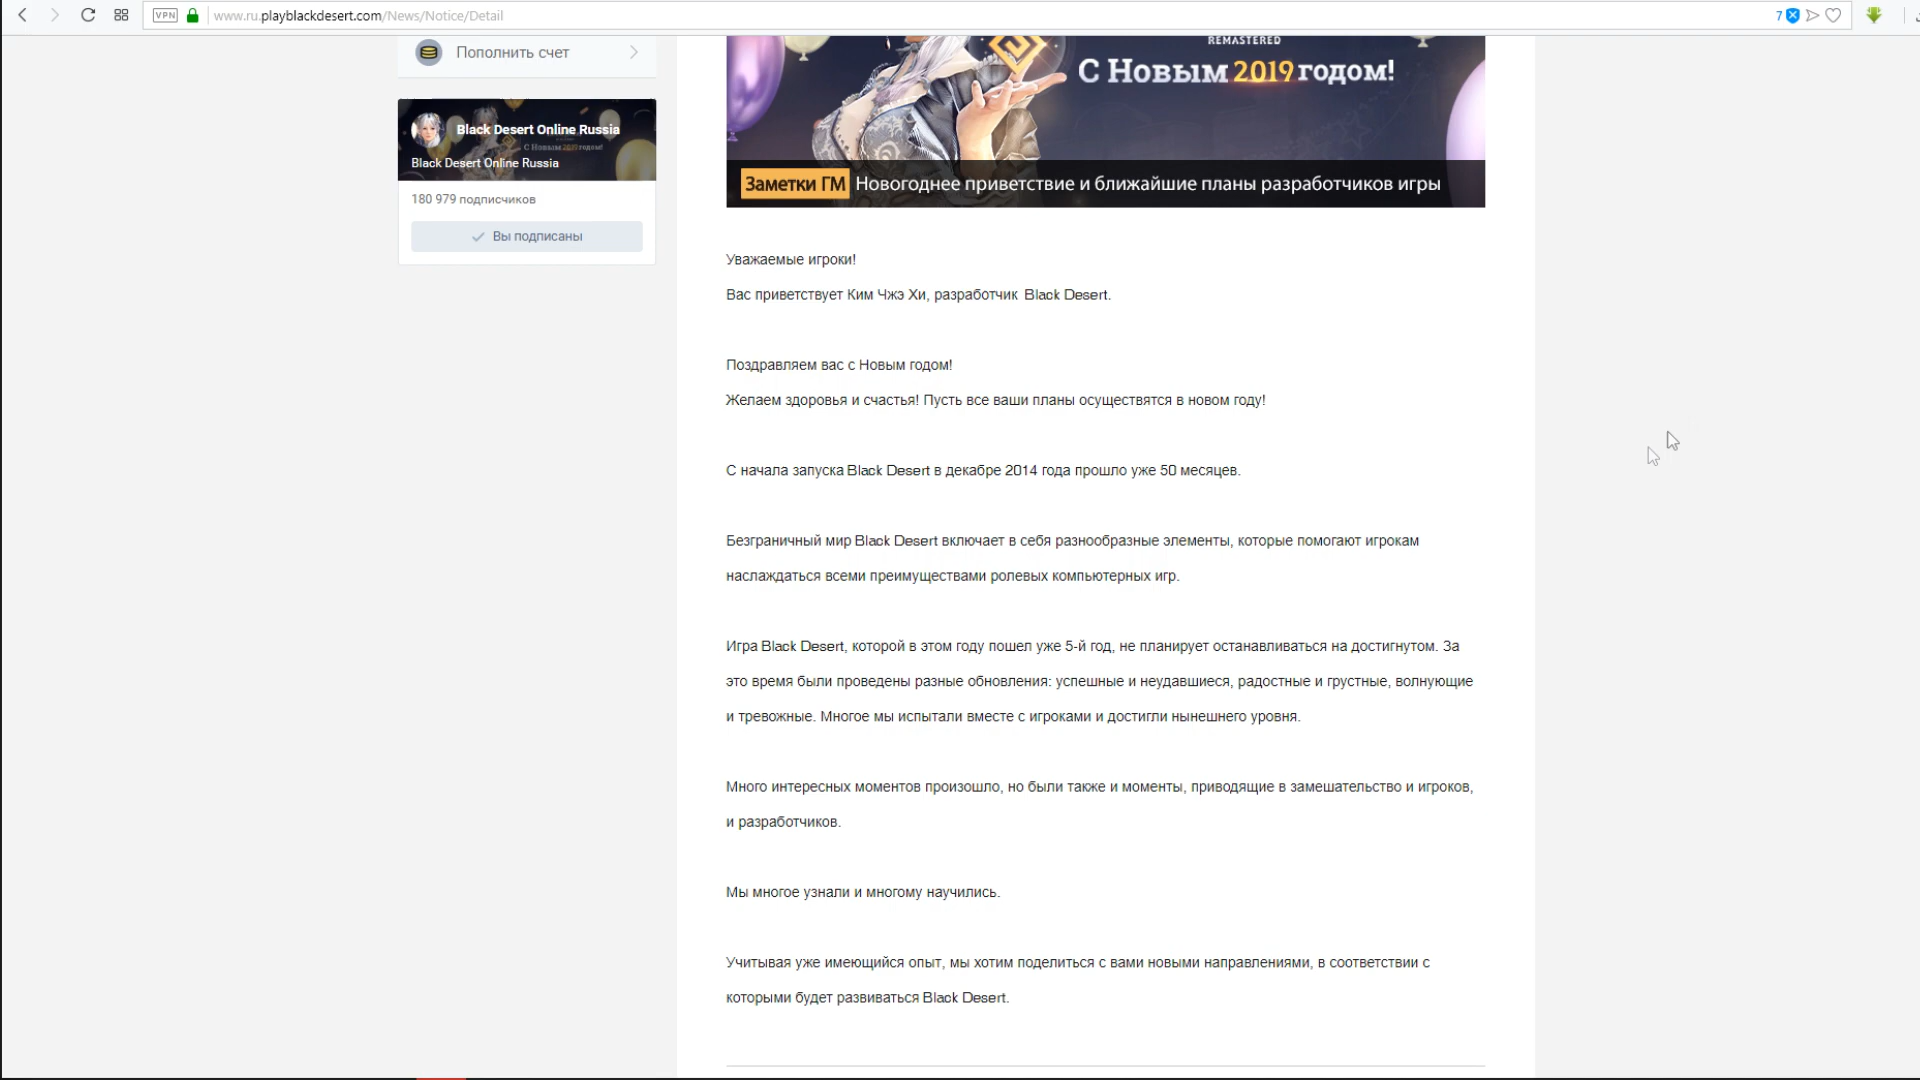 VPN
www.ru.playblackdesert.com/News/Notice/Detail
7
Пополнить счет
Black Desert Online Russia
С Новым 2019 годом!
Black Desert Online Russia
180 979 подписчиков
Вы подписаны
REMASTERED
С Новым 2019 годом!
Заметки ГМ Новогоднее приветствие и ближайшие планы разработчиков игры
Уважаемые игроки!
Вас приветствует Ким Чжэ Хи, разработчик Black Desert.
Поздравляем вас с Новым годом!
Желаем здоровья и счастья! Пусть все ваши планы осуществятся в новом году!
С начала запуска Black Desert в декабре 2014 года прошло уже 50 месяцев.
Безграничный мир Black Desert включает в себя разнообразные элементы, которые помогают игрокам
наслаждаться всеми преимуществами ролевых компьютерных игр.
Игра Black Desert, которой в этом году пошел уже 5-й год, не планирует останавливаться на достигнутом. За
это время были проведены разные обновления: успешные и неудавшиеся, радостные и грустные, волнующие
и тревожные. Многое мы испытали вместе с игроками и достигли нынешнего уровня.
Много интересных моментов произошло, но были также и моменты, приводящие в замешательство и игроков,
и разработчиков.
Мы многое узнали и многому научились.
Учитывая уже имеющийся опыт, мы хотим поделиться с вами новыми направлениями, в соответствии с
которыми будет развиваться Black Desert.